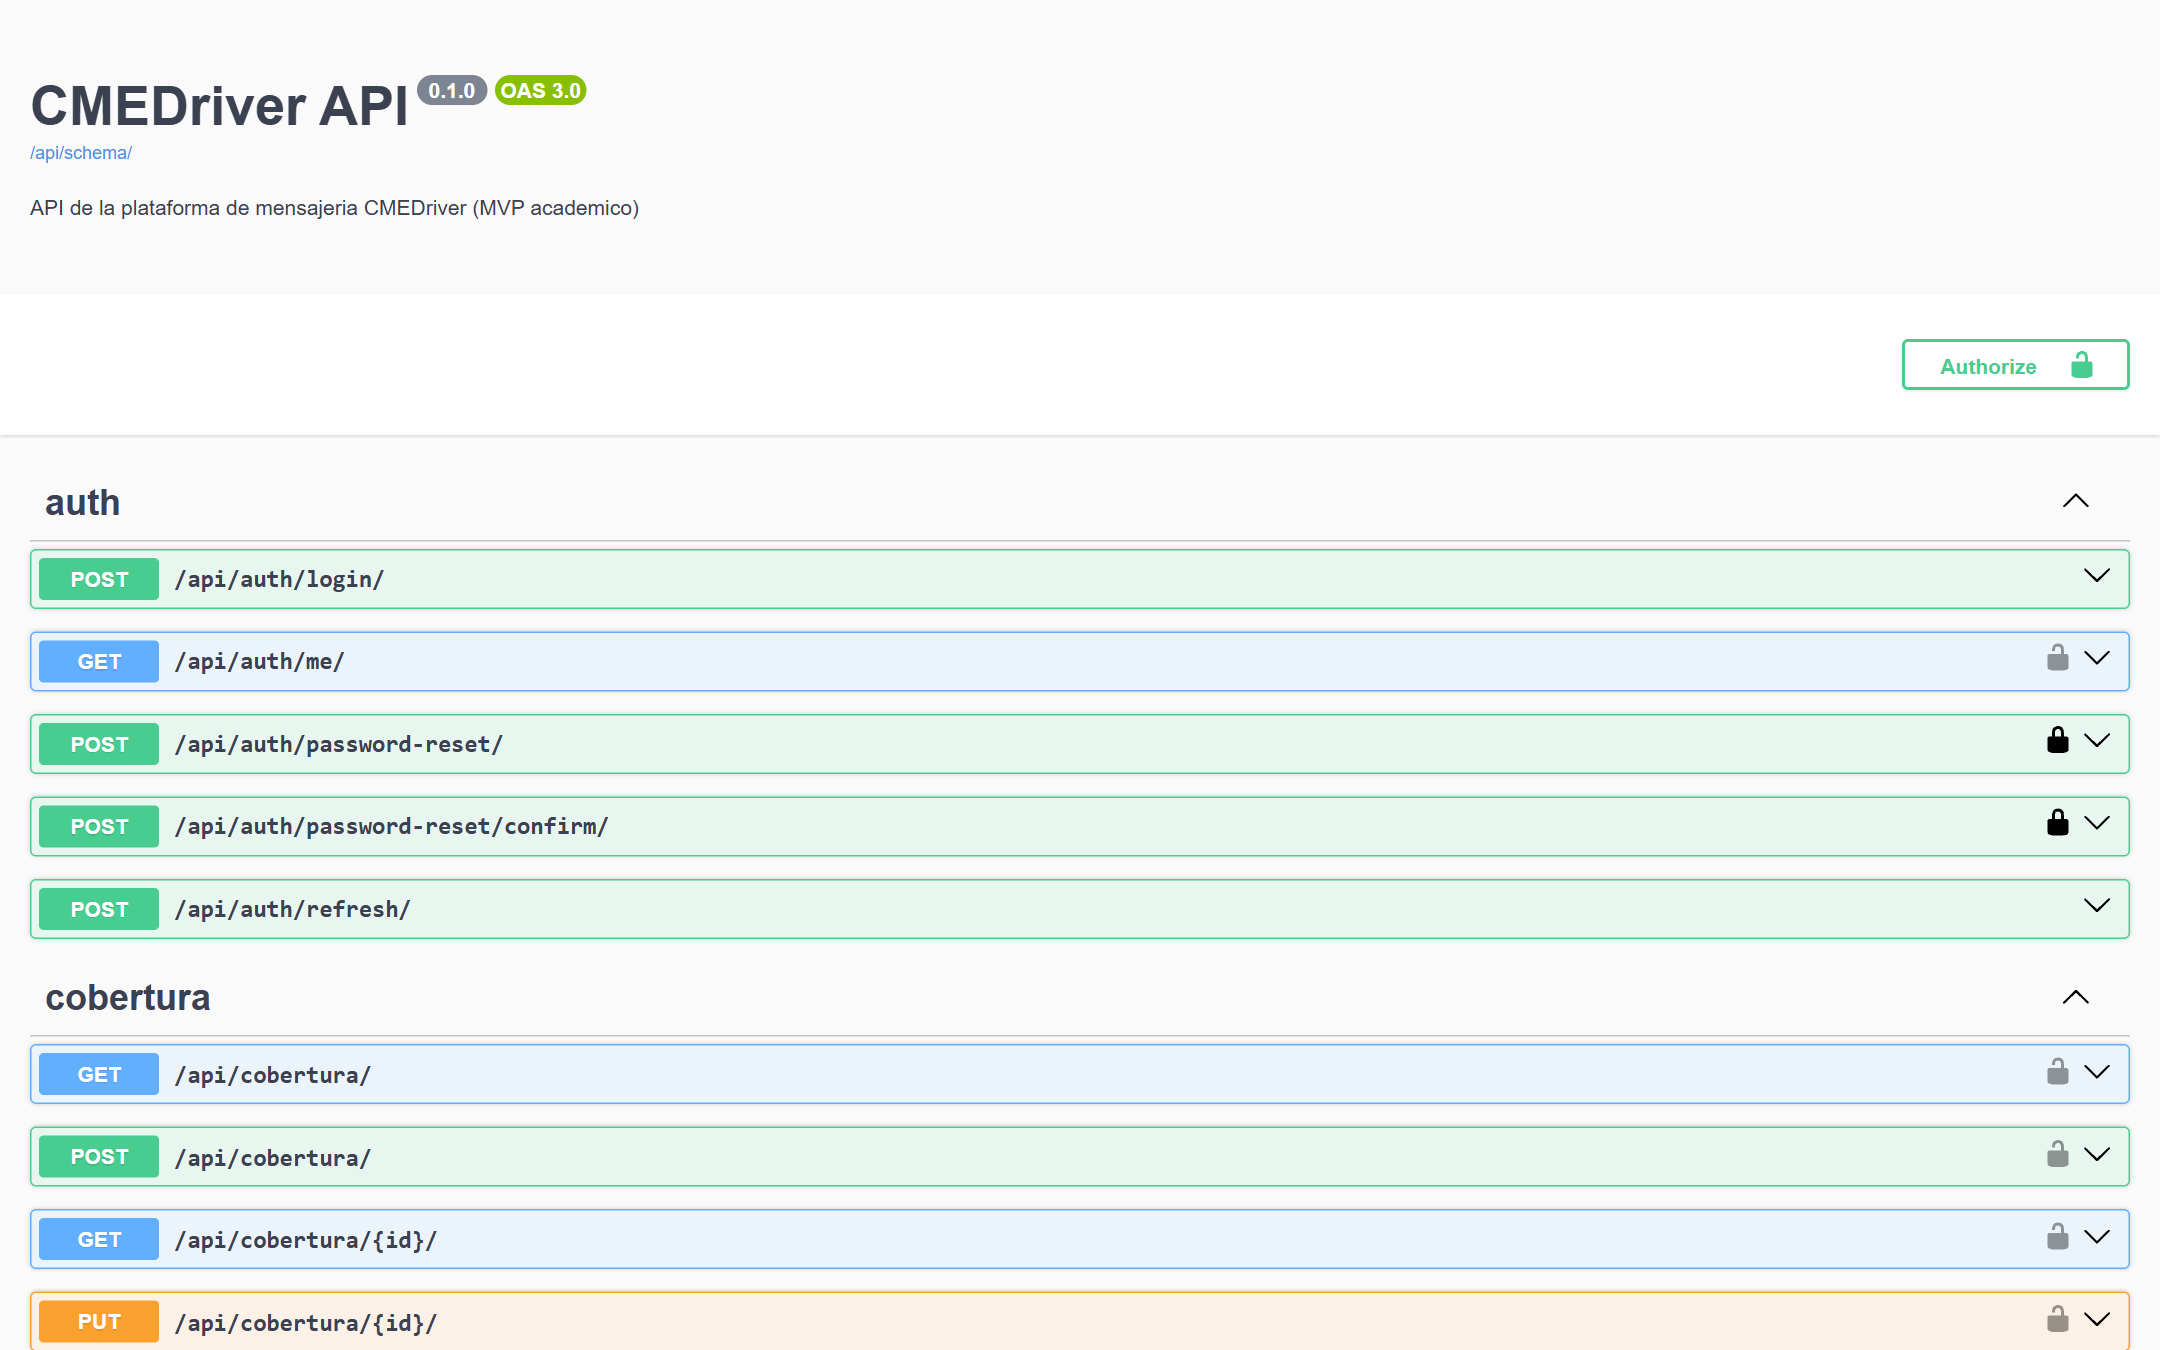 CMEDriver API 0.1.0 OAS 3.0
/api/schema/
API de la plataforma de mensajeria CMEDriver (MVP academico)
Authorize
auth
POST /api/auth/login/
GET /api/auth/me/
POST /api/auth/password-reset/
POST /api/auth/password-reset/confirm/
POST /api/auth/refresh/
cobertura
GET /api/cobertura/
POST /api/cobertura/
GET /api/cobertura/{id}/
PUT /api/cobertura/{id}/